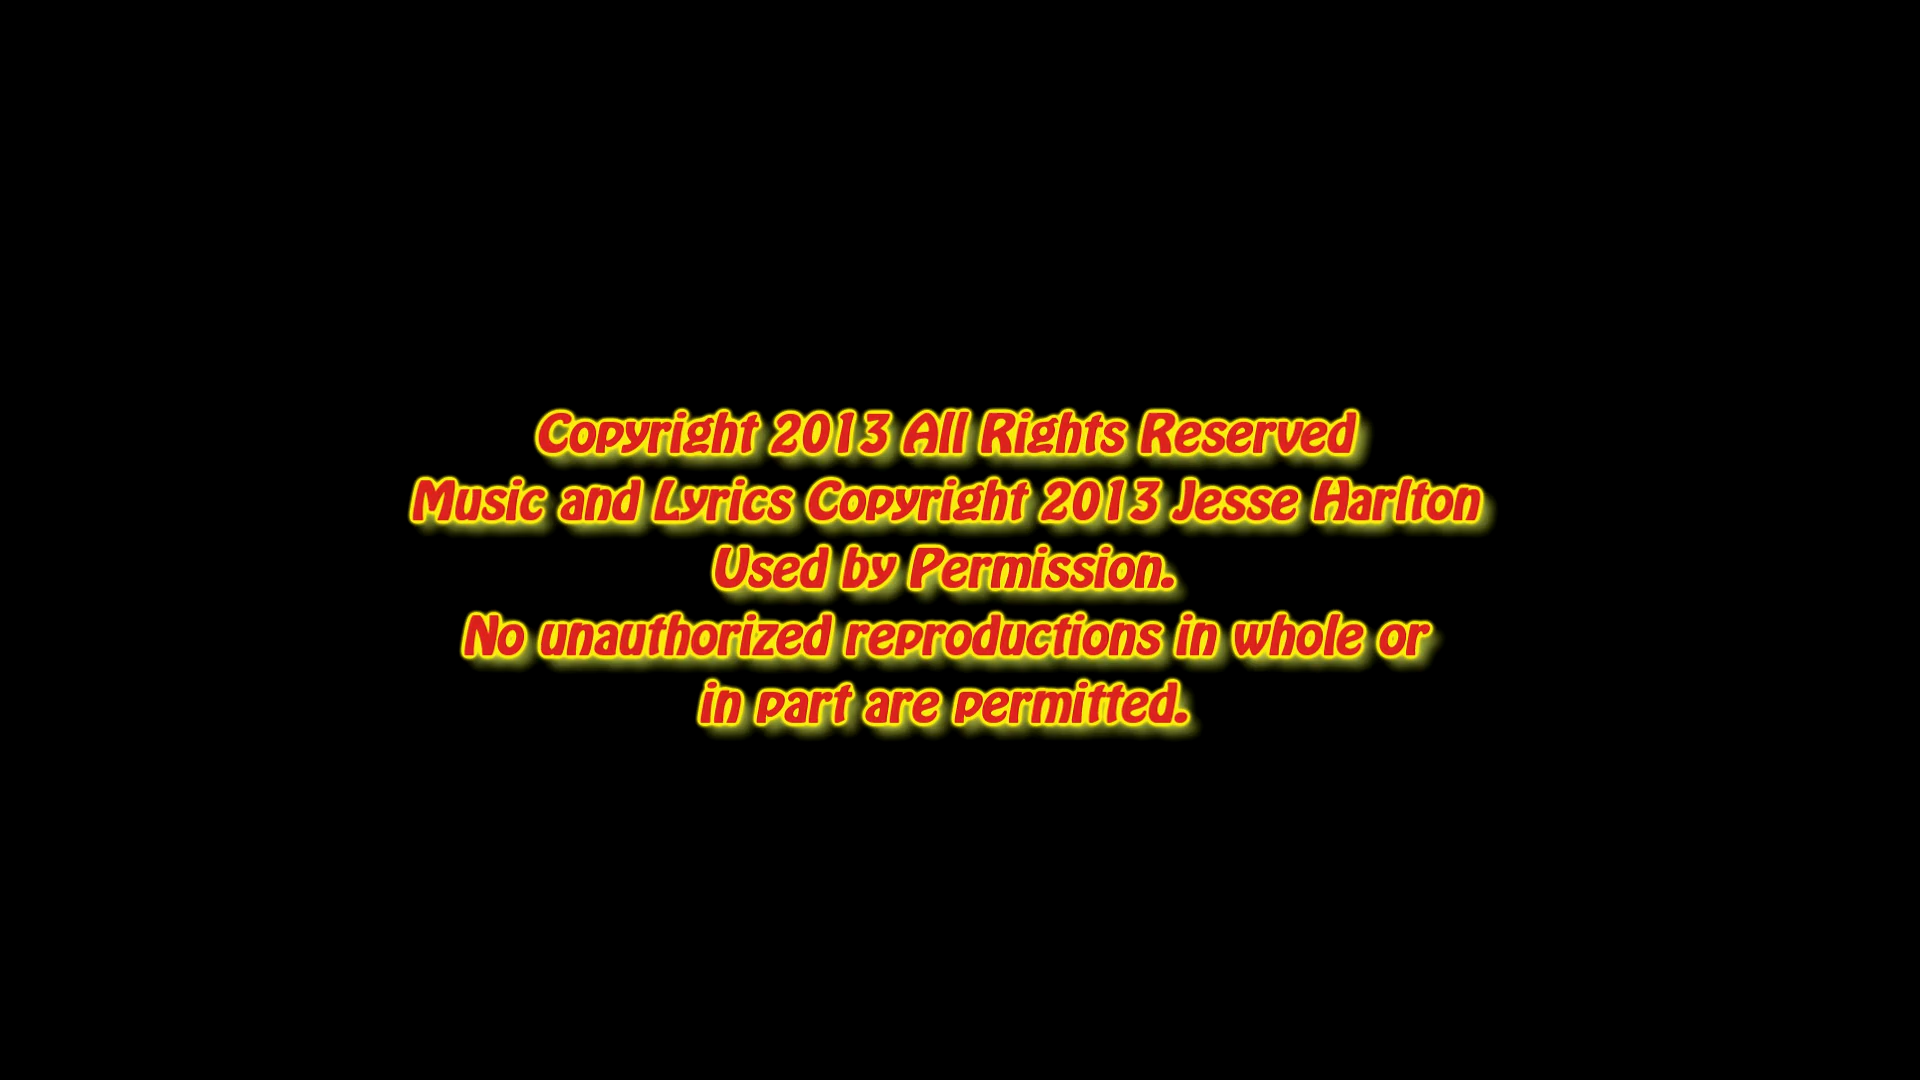 Copyright 2013 All Rights Reserved
Music and Lyrics Copyright 2013 Jesse Harlton
Used by Permission.
No unauthorized reproductions in whole or
in part are permitted.